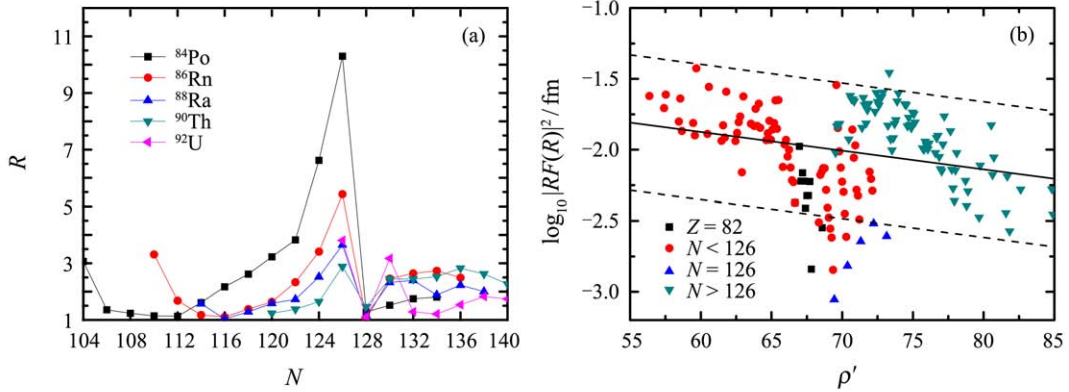 (a)
11
9
7
5
3
1
R
⁸⁴Po
⁸⁶Rn
⁸⁸Ra
⁹⁰Th
⁹²U
104 108 112 116 120 124 128 132 136 140
N
(b)
−1.0
−1.5
−2.0
−2.5
−3.0
log₁₀|RF(R)|² / fm
Z = 82
N < 126
N = 126
N > 126
55 60 65 70 75 80 85
ρ′